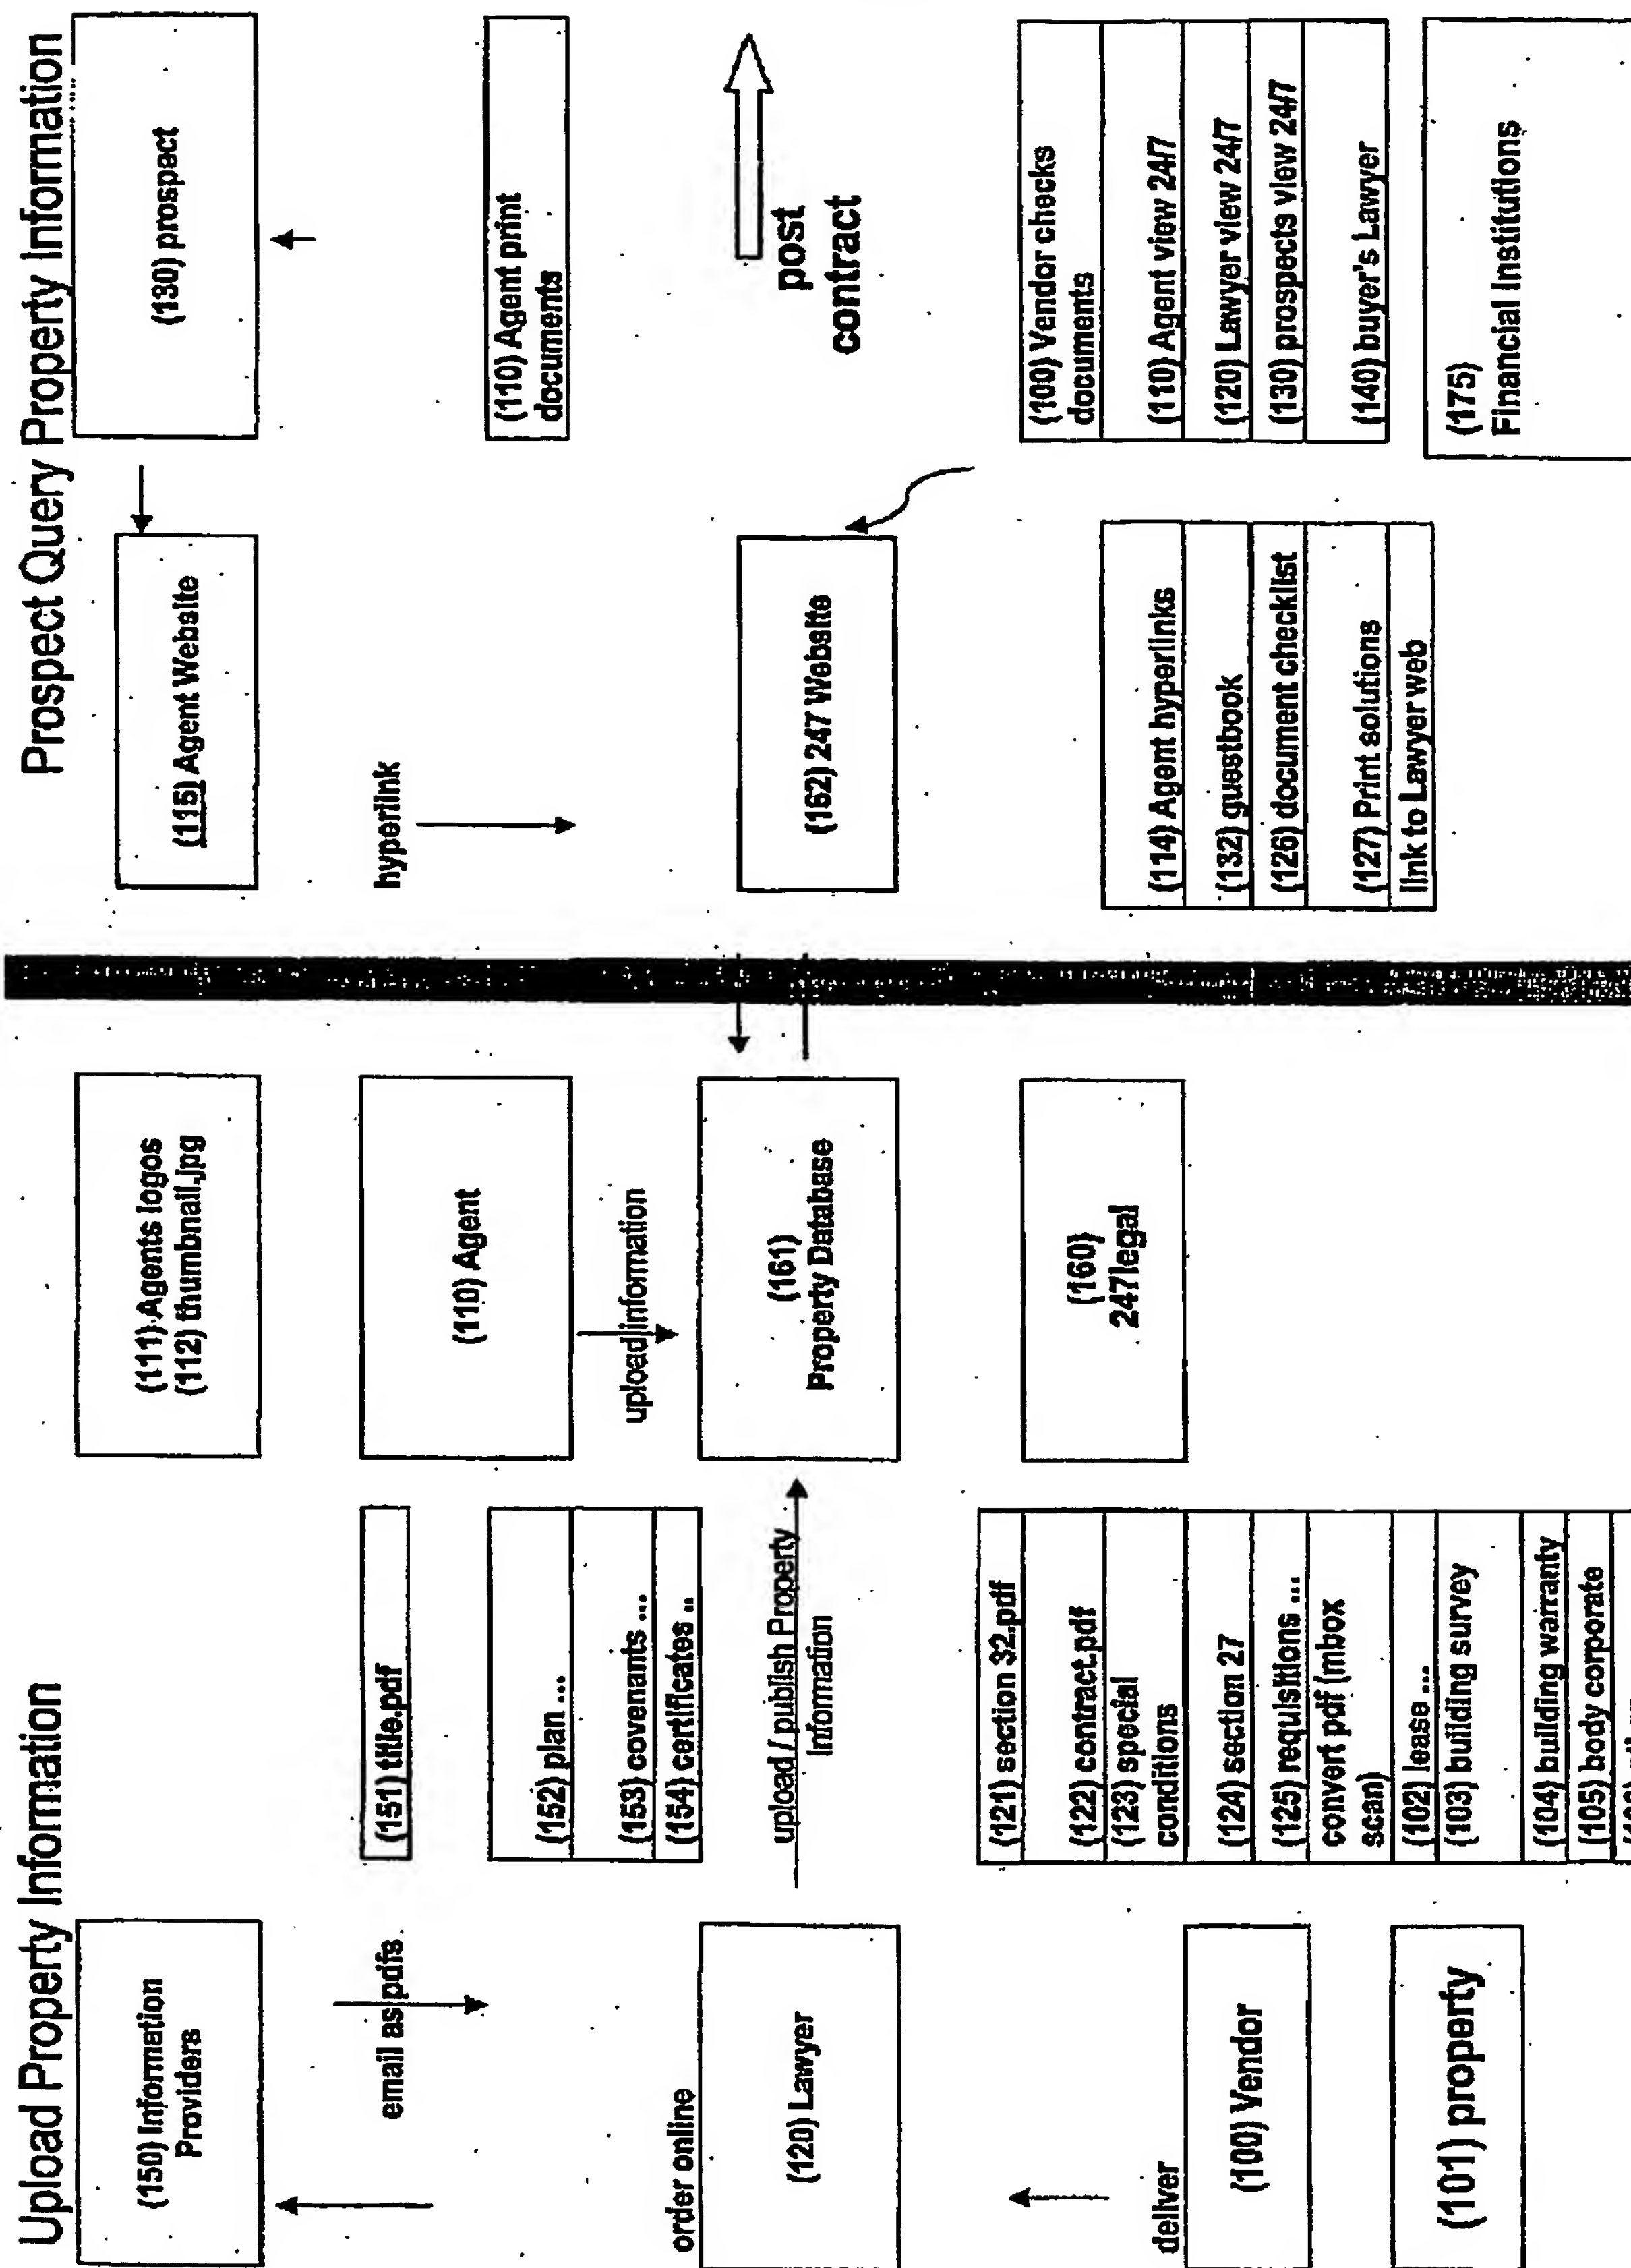 Upload Property Information
(150) Information
Providers
email as pdfs
order online
(120) Lawyer
deliver
(100) Vendor
(101) property
(151) title.pdf
(152) plan ...
(153) covenants ...
(154) certificates ..
upload / publish Property
Information
(121) section 32.pdf
(122) contract.pdf
(123) special
conditions
(124) section 27
(125) requisitions ...
convert pdf (mbox
scan)
(102) lease ...
(103) building survey
(104) building warranty
(105) body corporate
(111) Agents logos
(112) thumbnail.jpg
(110) Agent
upload information
(161)
Property Database
(160)
247legal
Prospect Query Property Information
(115) Agent Website
hyperlink
(162) 247 Website
(114) Agent hyperlinks
(132) guestbook
(126) document checklist
(127) Print solutions
link to Lawyer web
(130) prospect
(110) Agent print
documents
post
contract
(100) Vendor checks
documents
(110) Agent view 24/7
(120) Lawyer view 24/7
(130) prospects view 24/7
(140) buyer's Lawyer
(175)
Financial Institutions